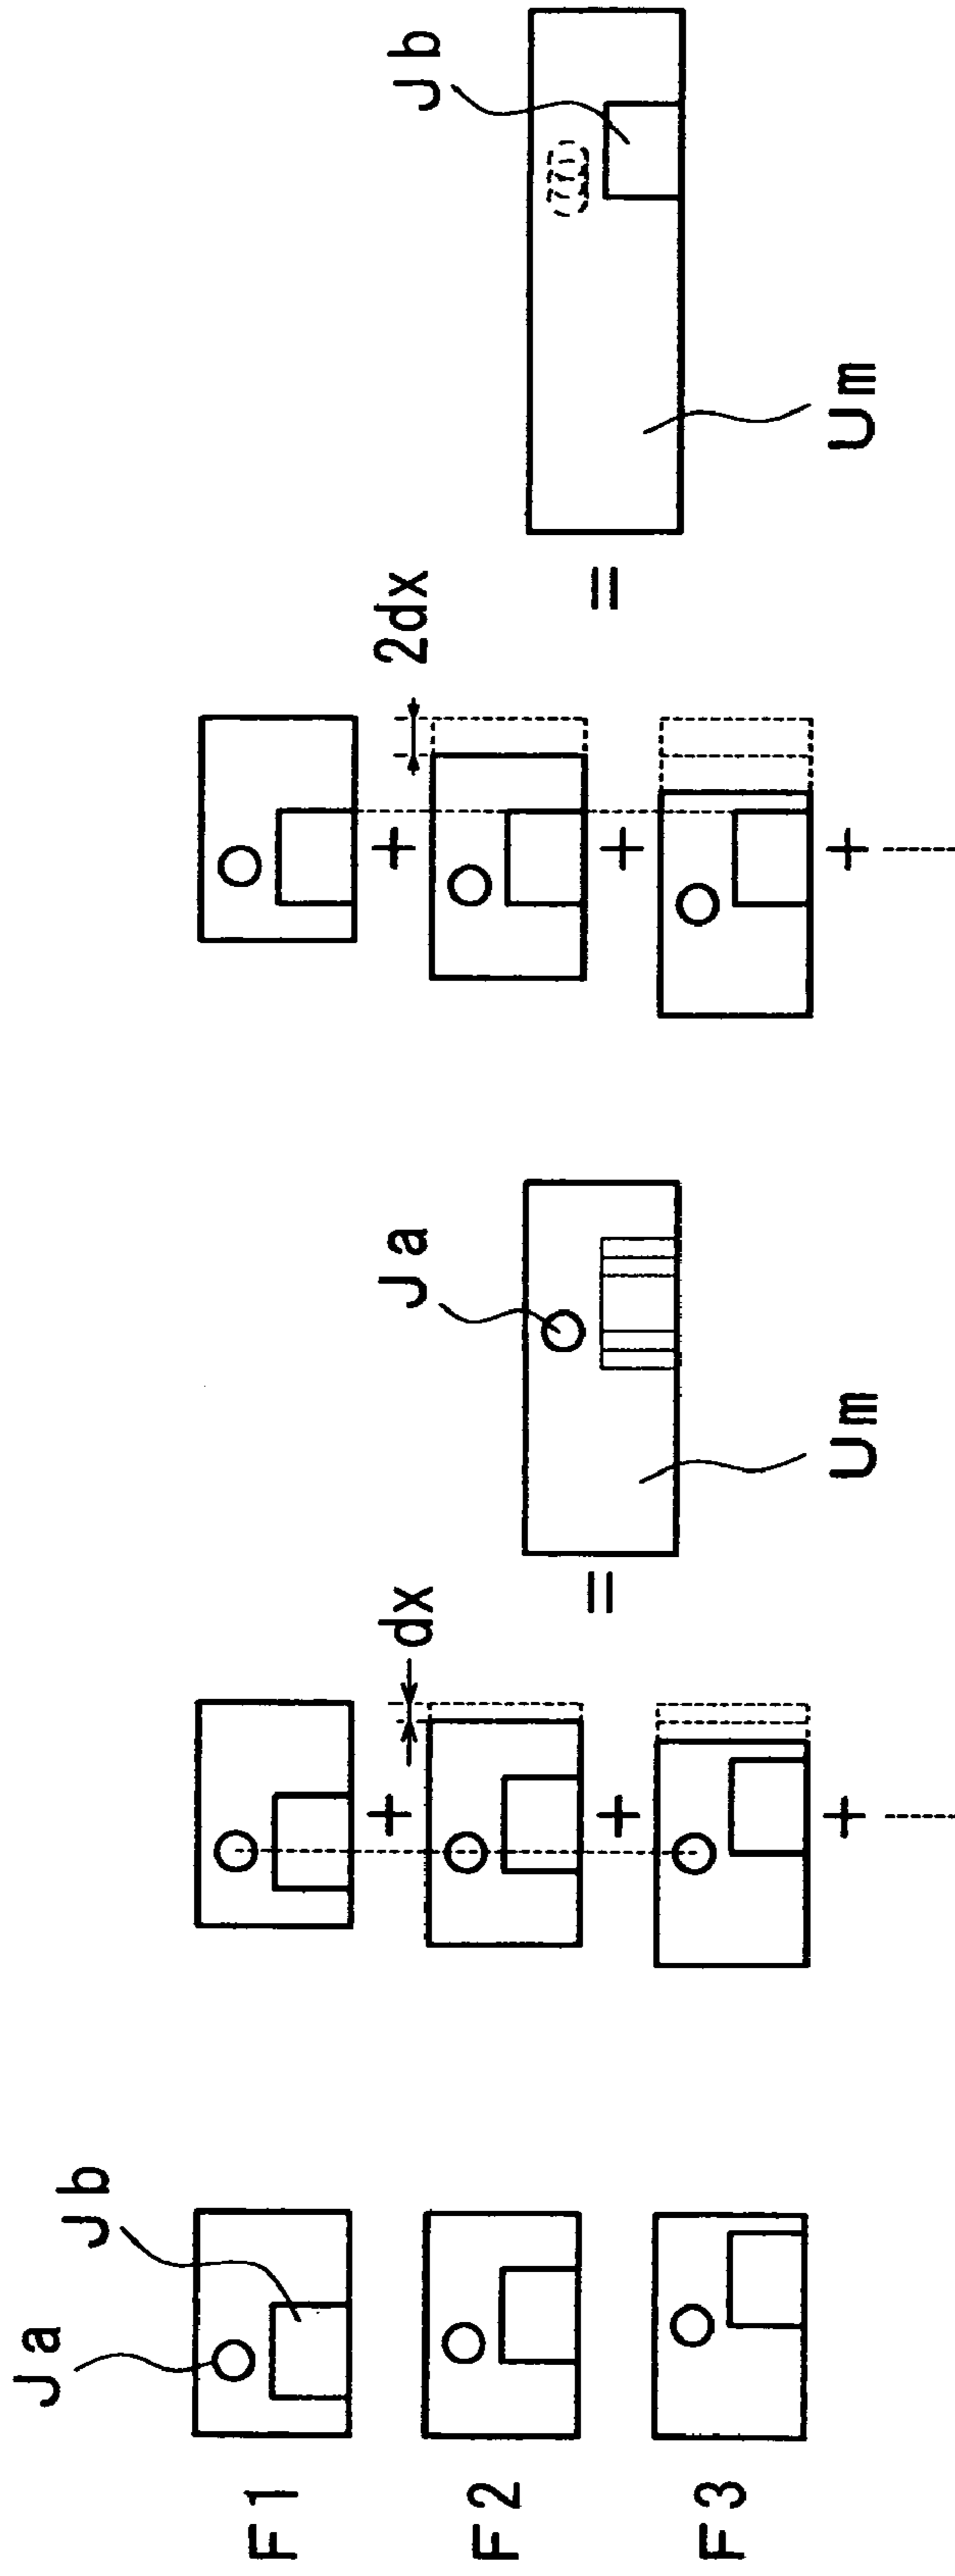 Ja
Jb
F1
F2
F3
+
dx
+
+
=
Ja
Um
+
2dx
+
+
=
Jb
Um